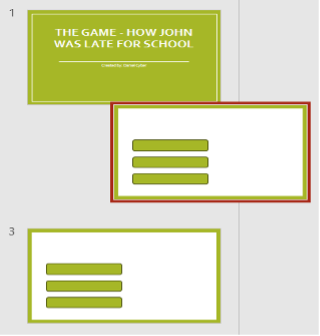 1
THE GAME - HOW JOHN
WAS LATE FOR SCHOOL
3